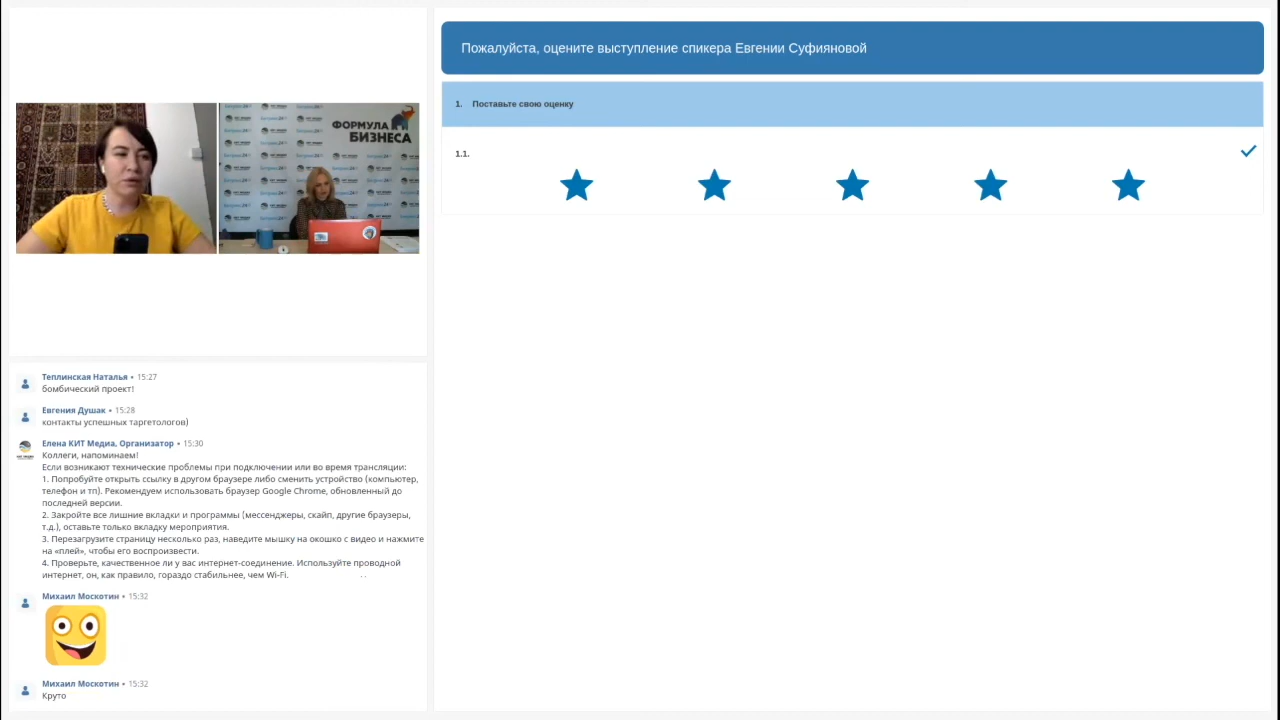 ФОРМУЛА
БИЗНЕСА
Теплинская Наталья • 15:27
бомбический проект!
Евгения Душак • 15:28
контакты успешных таргетологов)
Елена КИТ Медиа, Организатор • 15:30
Коллеги, напоминаем!
Если возникают технические проблемы при подключении или во время трансляции:
1. Попробуйте открыть ссылку в другом браузере либо сменить устройство (компьютер,
телефон и тп). Рекомендуем использовать браузер Google Chrome, обновленный до
последней версии.
2. Закройте все лишние вкладки и программы (мессенджеры, скайп, другие браузеры,
т.д.), оставьте только вкладку мероприятия.
3. Перезагрузите страницу несколько раз, наведите мышку на окошко с видео и нажмите
на «плей», чтобы его воспроизвести.
4. Проверьте, качественное ли у вас интернет-соединение. Используйте проводной
интернет, он, как правило, гораздо стабильнее, чем Wi-Fi.
Михаил Москотин • 15:32
Михаил Москотин • 15:32
Круто
Пожалуйста, оцените выступление спикера Евгении Суфияновой
1. Поставьте свою оценку
1.1.